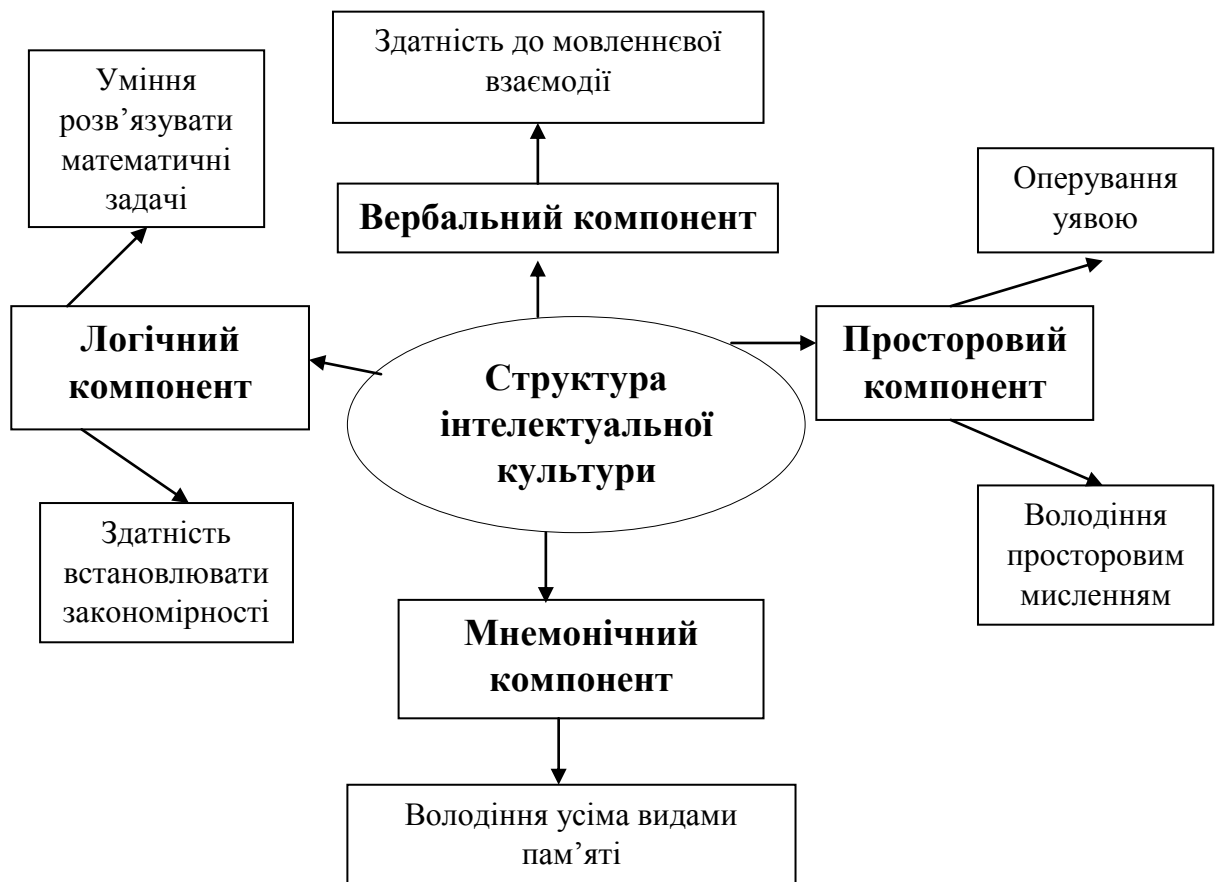 Здатність до мовленнєвої
взаємодії
Уміння
розв’язувати
математичні
задачі
Вербальний компонент
Оперування
уявою
Логічний
компонент
Структура
інтелектуальної
культури
Просторовий
компонент
Здатність
встановлювати
закономірності
Володіння
просторовим
мисленням
Мнемонічний
компонент
Володіння усіма видами
пам’яті